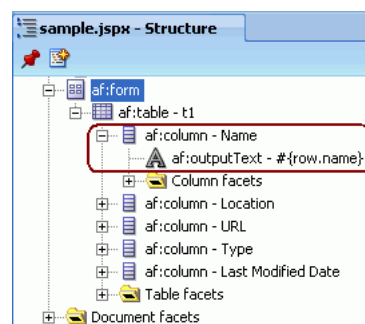 sample.jspx - Structure
af:form
af:table - t1
af:column - Name
af:outputText - #{row.name}
Column facets
af:column - Location
af:column - URL
af:column - Type
af:column - Last Modified Date
Table facets
Document facets